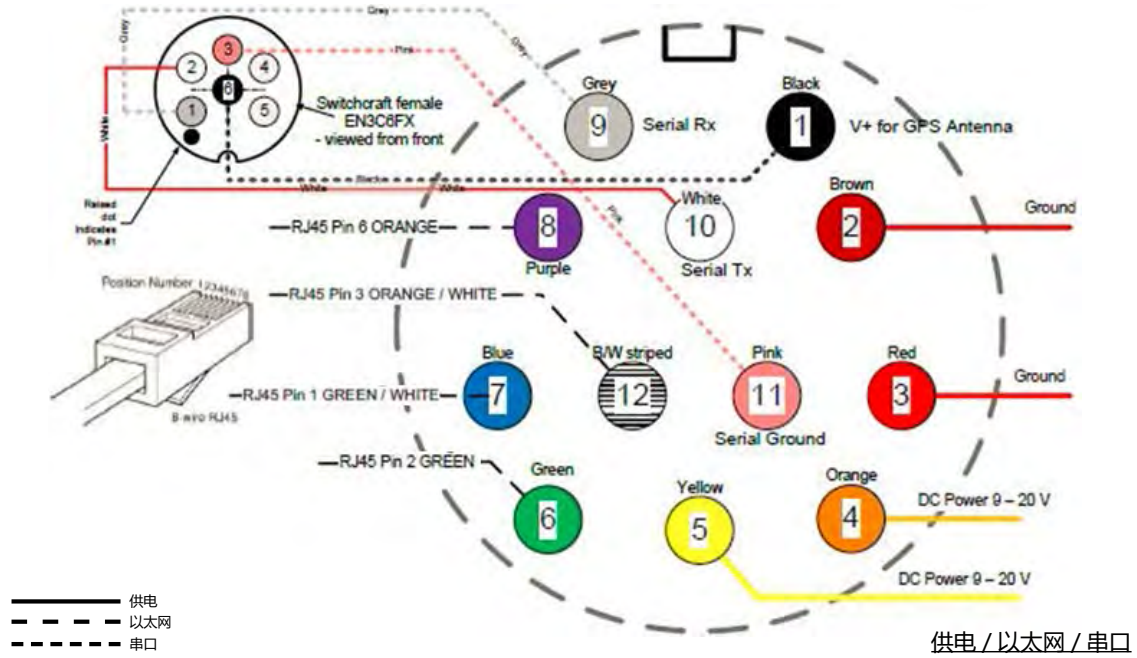 Grey
Grey
Pink
3
2
4
6
1
5
White
Switchcraft female
EN3C6FX
- viewed from front
Raised
dot
indicates
Pin #1
Black
White
White
Pink
Grey
9
Serial Rx
Black
1
V+ for GPS Antenna
White
10
Serial Tx
Brown
2
Ground
RJ45 Pin 6 ORANGE
8
Purple
Position Number 12345678
8-wire RJ45
RJ45 Pin 3 ORANGE / WHITE
B/W striped
12
Pink
11
Serial Ground
Red
3
Ground
Blue
RJ45 Pin 1 GREEN / WHITE
7
RJ45 Pin 2 GREEN
Green
6
Yellow
5
Orange
4
DC Power 9 – 20 V
DC Power 9 – 20 V
供电
以太网
串口
供电 / 以太网 / 串口